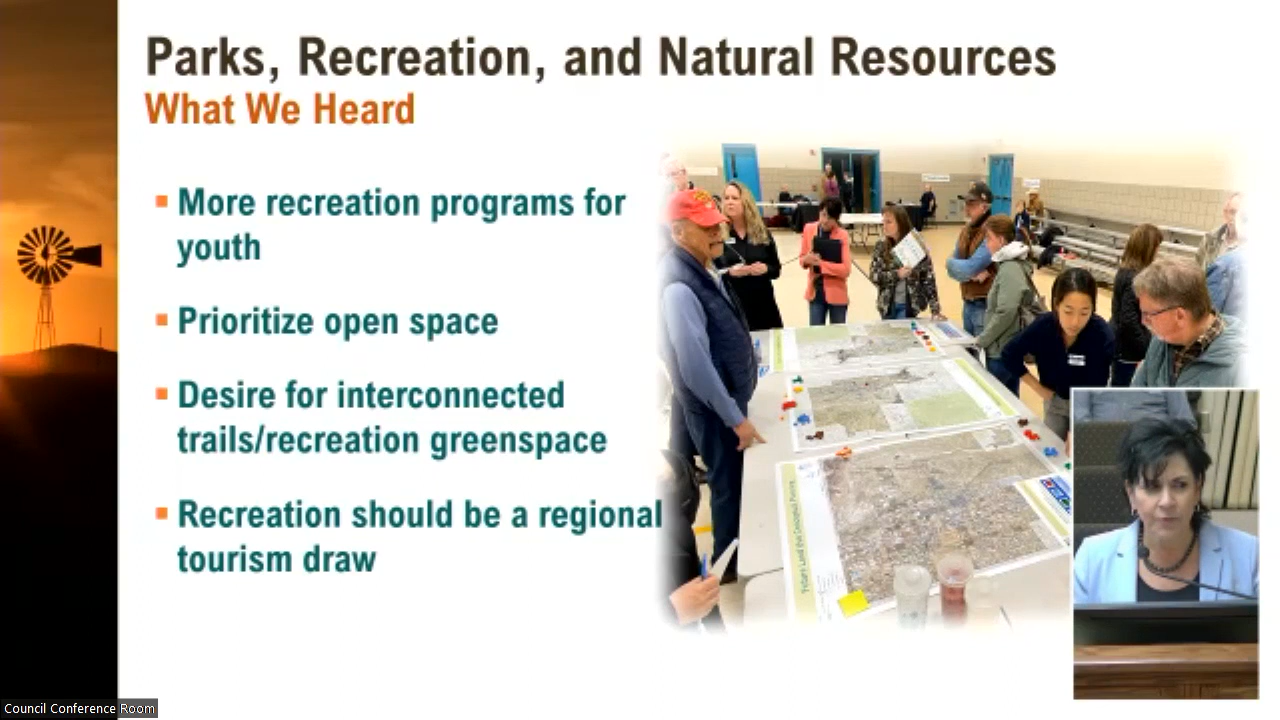 Parks, Recreation, and Natural Resources
What We Heard
▪ More recreation programs for
youth
▪ Prioritize open space
▪ Desire for interconnected
trails/recreation greenspace
▪ Recreation should be a regional
tourism draw
Council Conference Room